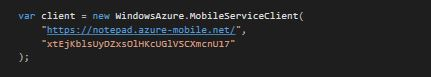 var client = new WindowsAzure.MobileServiceClient(
"https://notepad.azure-mobile.net/",
"xtEjKblsUyDZxsOlHKcUGlVSCXmcnU17"
);